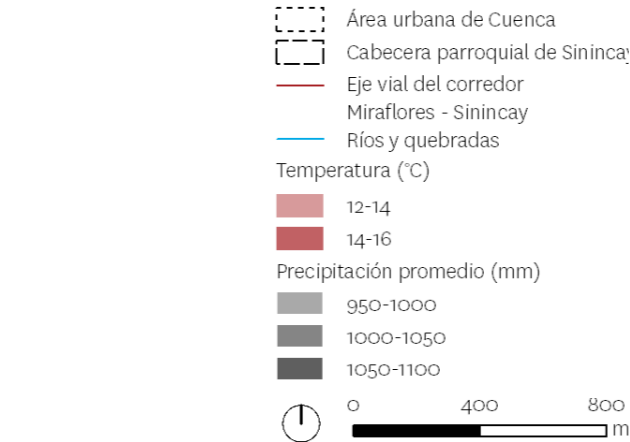 Área urbana de Cuenca
Cabecera parroquial de Sinincay
Eje vial del corredor
Miraflores - Sinincay
Ríos y quebradas
Temperatura (°C)
12-14
14-16
Precipitación promedio (mm)
950-1000
1000-1050
1050-1100
0 400 800
m